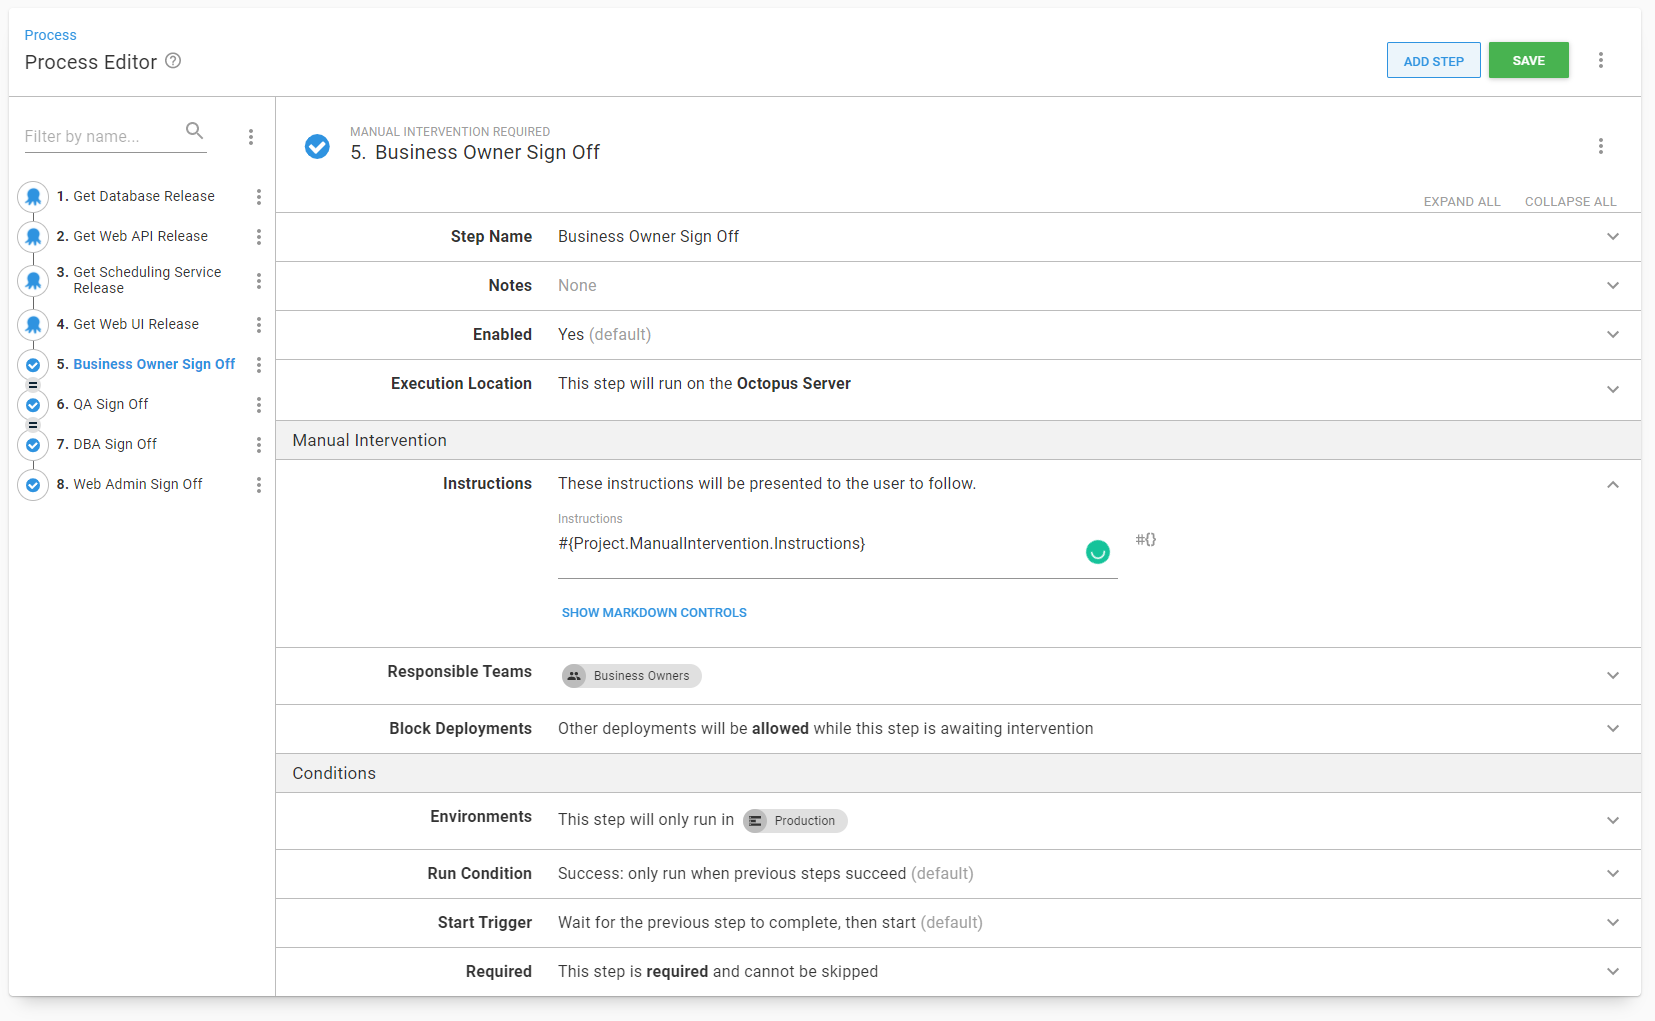 Process
Process Editor
ADD STEP
SAVE
Filter by name...
1. Get Database Release
2. Get Web API Release
3. Get Scheduling Service
Release
4. Get Web UI Release
5. Business Owner Sign Off
6. QA Sign Off
7. DBA Sign Off
8. Web Admin Sign Off
MANUAL INTERVENTION REQUIRED
5. Business Owner Sign Off
EXPAND ALL COLLAPSE ALL
Step Name Business Owner Sign Off
Notes None
Enabled Yes (default)
Execution Location This step will run on the Octopus Server
Manual Intervention
Instructions These instructions will be presented to the user to follow.
Instructions
#{Project.ManualIntervention.Instructions}
#{}
SHOW MARKDOWN CONTROLS
Responsible Teams Business Owners
Block Deployments Other deployments will be allowed while this step is awaiting intervention
Conditions
Environments This step will only run in Production
Run Condition Success: only run when previous steps succeed (default)
Start Trigger Wait for the previous step to complete, then start (default)
Required This step is required and cannot be skipped